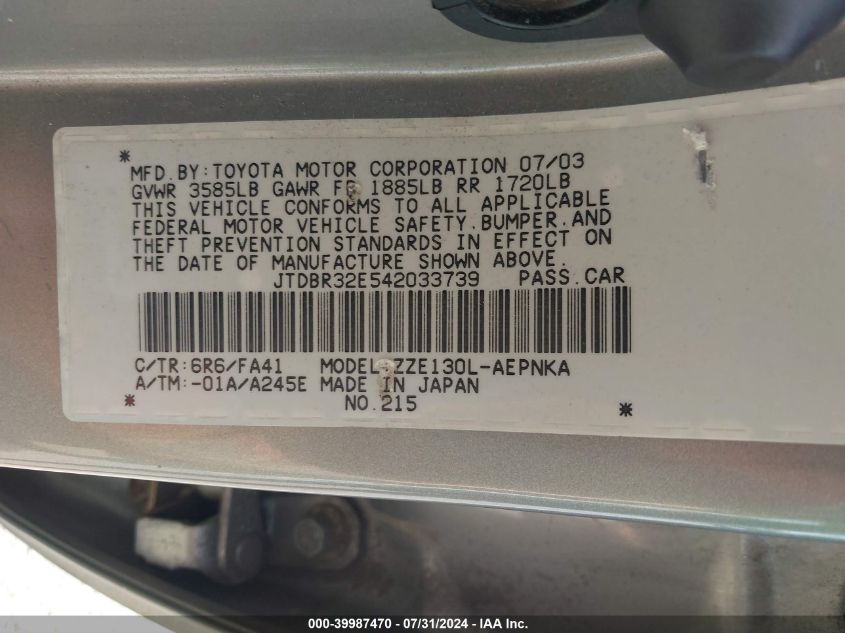 MFD.BY:TOYOTA MOTOR CORPORATION 07/03
GVWR 3585LB GAWR FR 1885LB RR 1720LB
THIS VEHICLE CONFORMS TO ALL APPLICABLE
FEDERAL MOTOR VEHICLE SAFETY,BUMPER,AND
THEFT PREVENTION STANDARDS IN EFFECT ON
THE DATE OF MANUFACTURE SHOWN ABOVE.
JTDBR32E542033739 PASS.CAR
C/TR:6R6/FA41 MODEL:ZZE130L-AEPNKA
A/TM:-01A/A245E MADE IN JAPAN
NO.215
000-39987470 - 07/31/2024 - IAA Inc.